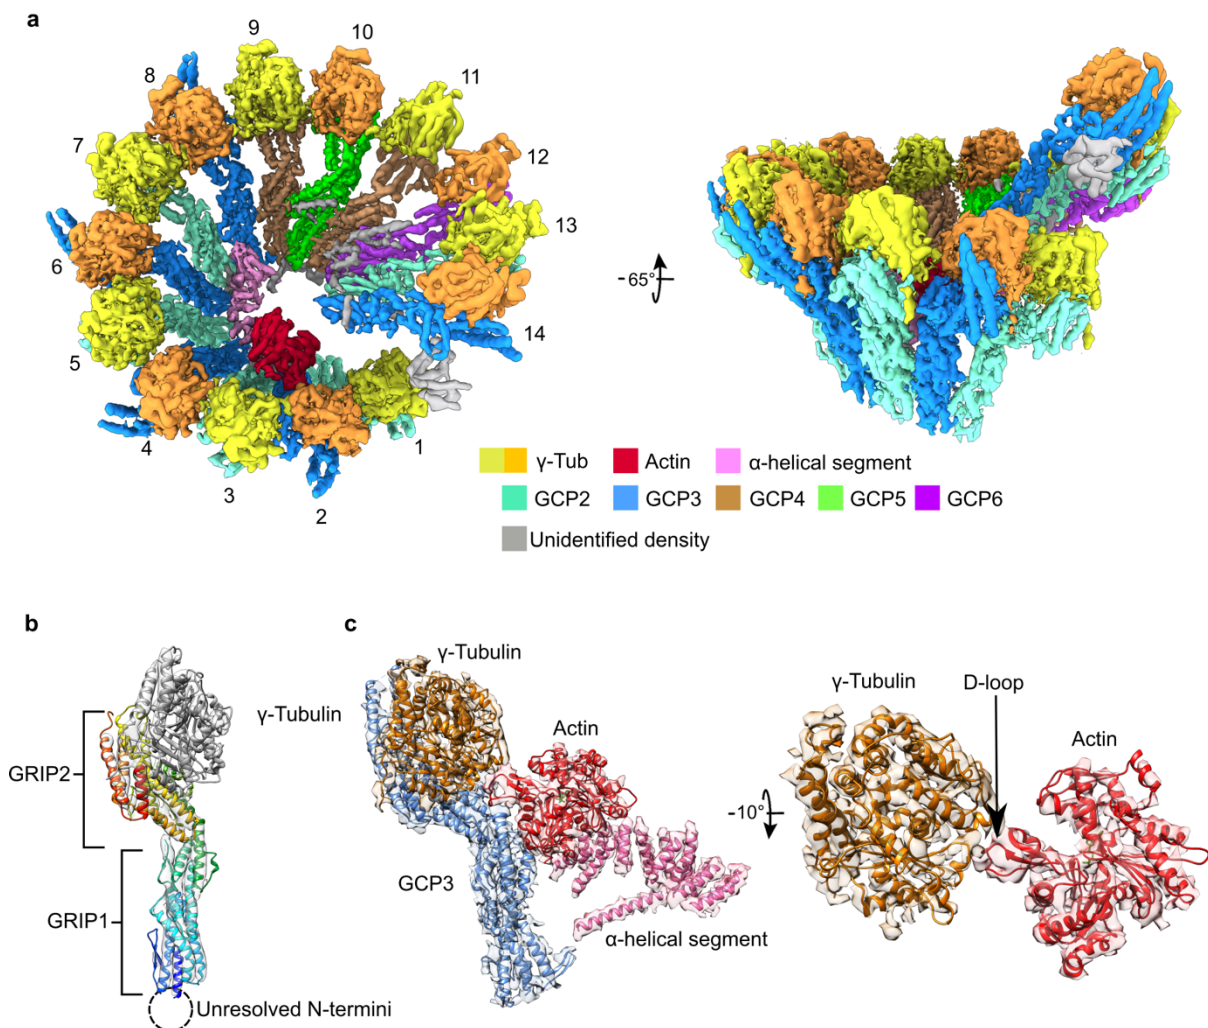 a
9
10
8
11
7
12
13
6
14
5
1
4
3
2
-65°
γ-Tub
Actin
α-helical segment
GCP2
GCP3
GCP4
GCP5
GCP6
Unidentified density
b
c
γ-Tubulin
GRIP2
GRIP1
Unresolved N-termini
γ-Tubulin
Actin
GCP3
α-helical segment
-10°
γ-Tubulin
D-loop
Actin